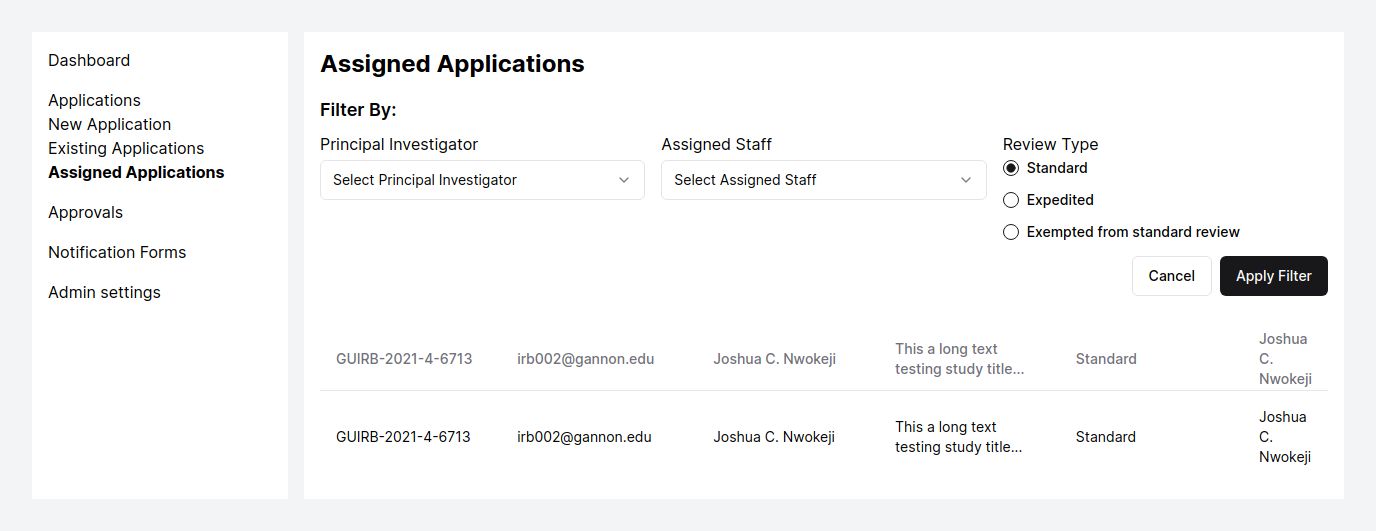 Dashboard
Applications
New Application
Existing Applications
Assigned Applications
Approvals
Notification Forms
Admin settings
Assigned Applications
Filter By:
Principal Investigator
Select Principal Investigator
Assigned Staff
Select Assigned Staff
Review Type
Standard
Expedited
Exempted from standard review
Cancel
Apply Filter
GUIRB-2021-4-6713
irb002@gannon.edu
Joshua C. Nwokeji
This a long text
testing study title...
Standard
Joshua
C.
Nwokeji
GUIRB-2021-4-6713
irb002@gannon.edu
Joshua C. Nwokeji
This a long text
testing study title...
Standard
Joshua
C.
Nwokeji